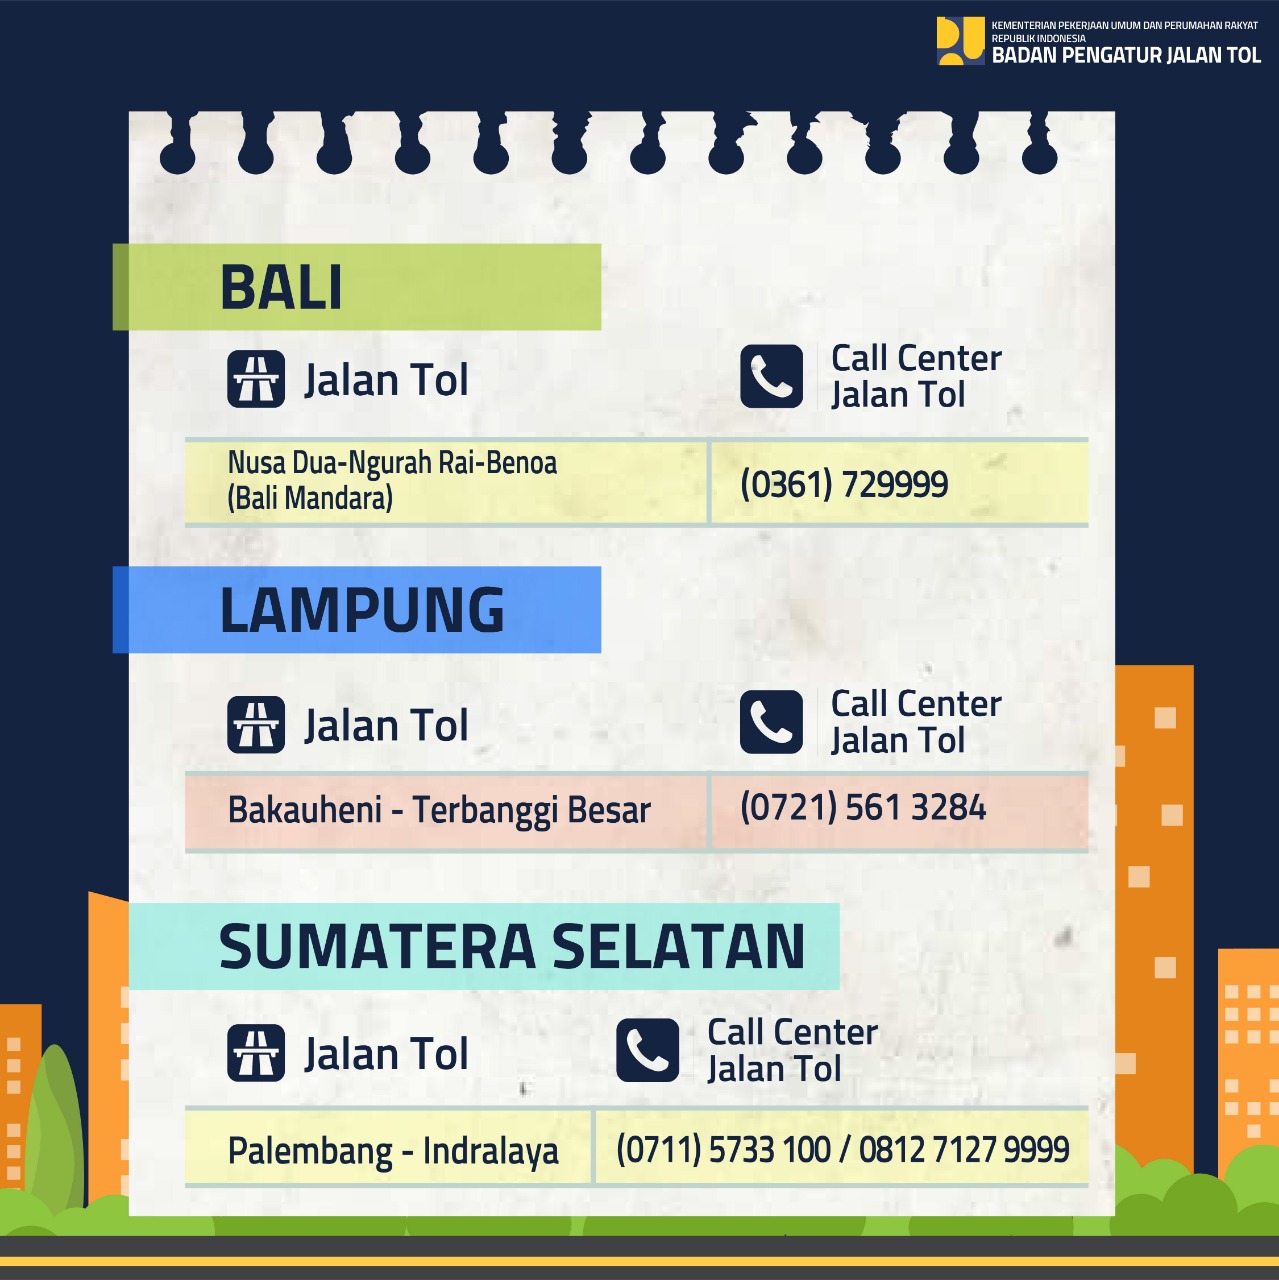 KEMENTERIAN PEKERJAAN UMUM DAN PERUMAHAN RAKYAT
REPUBLIK INDONESIA
BADAN PENGATUR JALAN TOL
BALI
Jalan Tol
Call Center
Jalan Tol
Nusa Dua-Ngurah Rai-Benoa
(Bali Mandara)
(0361) 729999
LAMPUNG
Jalan Tol
Call Center
Jalan Tol
Bakauheni - Terbanggi Besar
(0721) 561 3284
SUMATERA SELATAN
Jalan Tol
Call Center
Jalan Tol
Palembang - Indralaya
(0711) 5733 100 / 0812 7127 9999